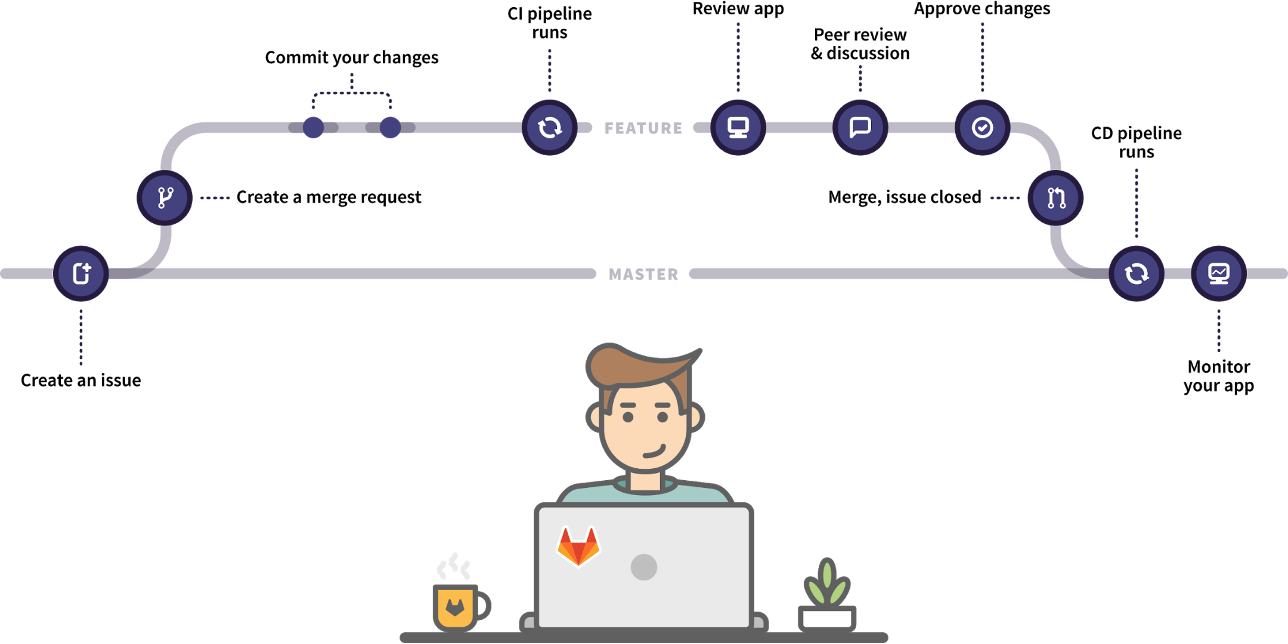 CI pipeline
runs
Review app
Approve changes
Peer review
& discussion
Commit your changes
FEATURE
CD pipeline
runs
Create a merge request
Merge, issue closed
MASTER
Create an issue
Monitor
your app